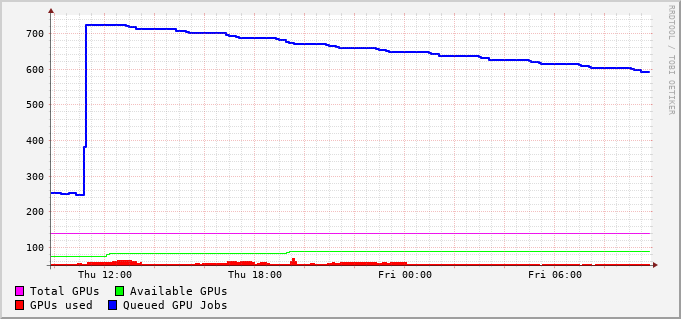 700
600
500
400
300
200
100
Thu 12:00 Thu 18:00 Fri 00:00 Fri 06:00
RRDTOOL / TOBI OETIKER
Total GPUs Available GPUs
GPUs used Queued GPU Jobs